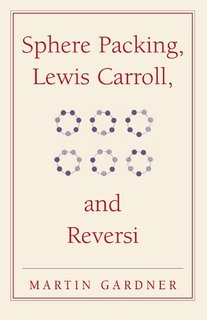 Sphere Packing,
Lewis Carroll,
and
Reversi
MARTIN GARDNER